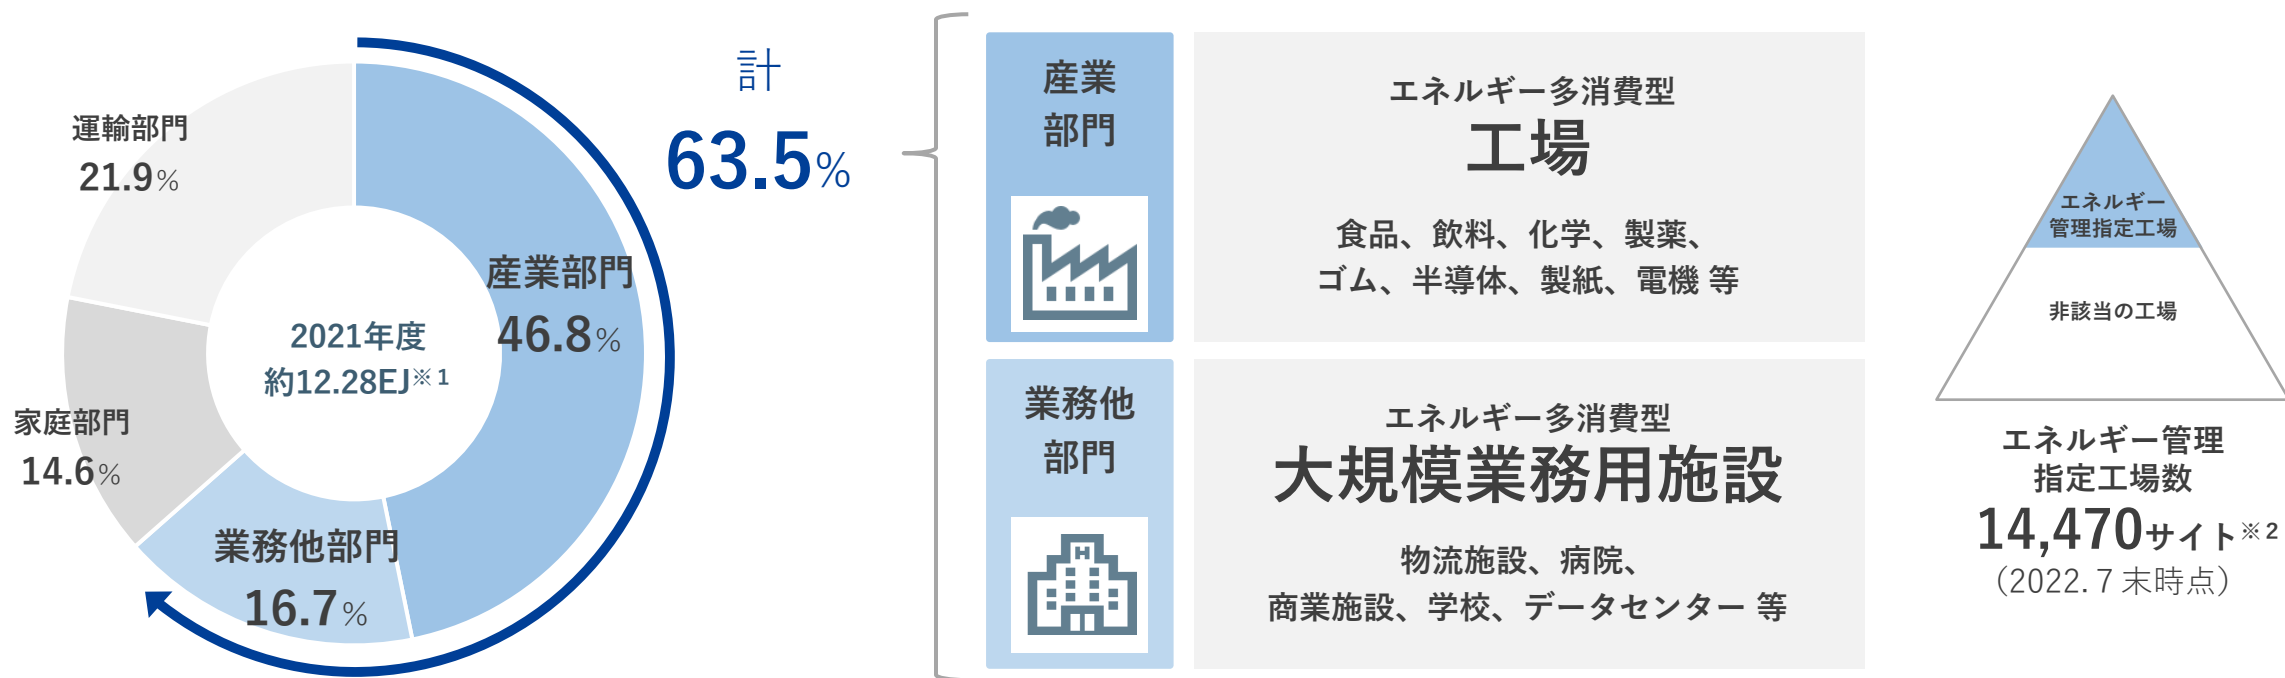 計
63.5%
運輸部門
21.9%
産業部門
46.8%
2021年度
約12.28EJ※1
家庭部門
14.6%
業務他部門
16.7%
産業
部門
エネルギー多消費型
工場
食品、飲料、化学、製薬、
ゴム、半導体、製紙、電機 等
業務他
部門
H
エネルギー多消費型
大規模業務用施設
物流施設、病院、
商業施設、学校、データセンター 等
エネルギー
管理指定工場
非該当の工場
エネルギー管理
指定工場数
14,470サイト※2
（2022.７末時点）